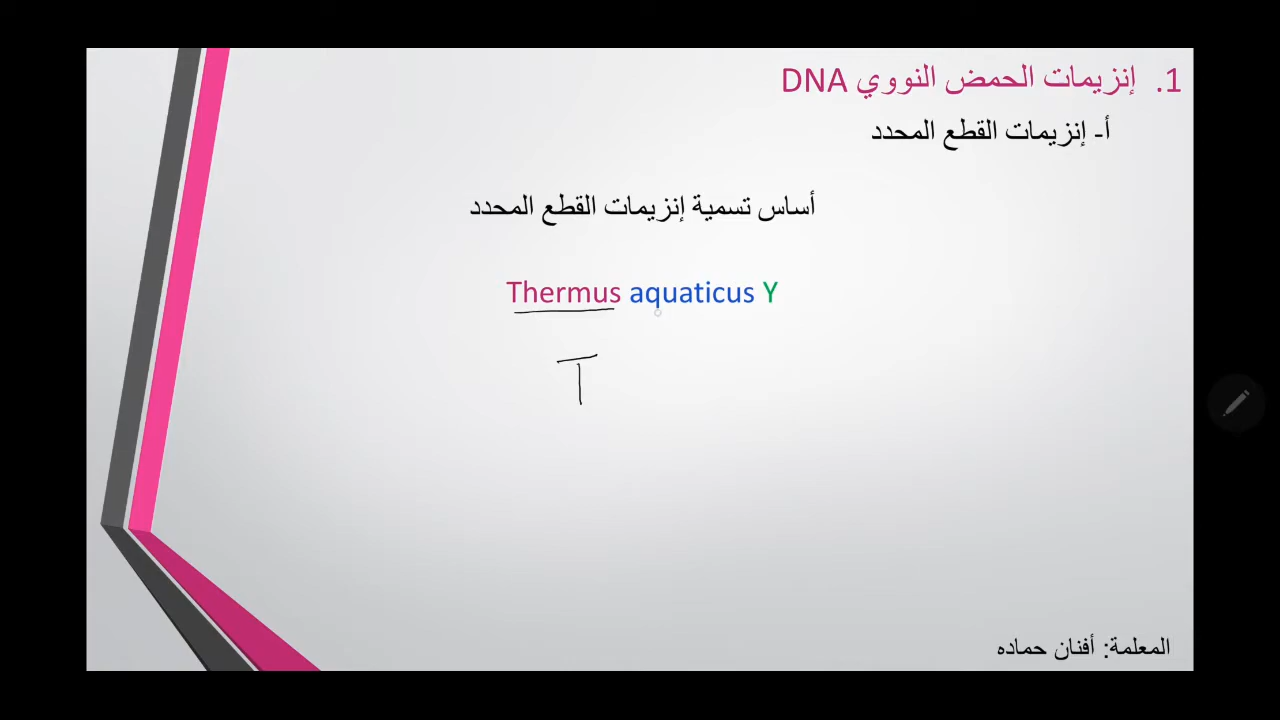 1. إنزيمات الحمض النووي DNA
أ- إنزيمات القطع المحدد
أساس تسمية إنزيمات القطع المحدد
Thermus aquaticus Y
T
المعلمة: أفنان حماده